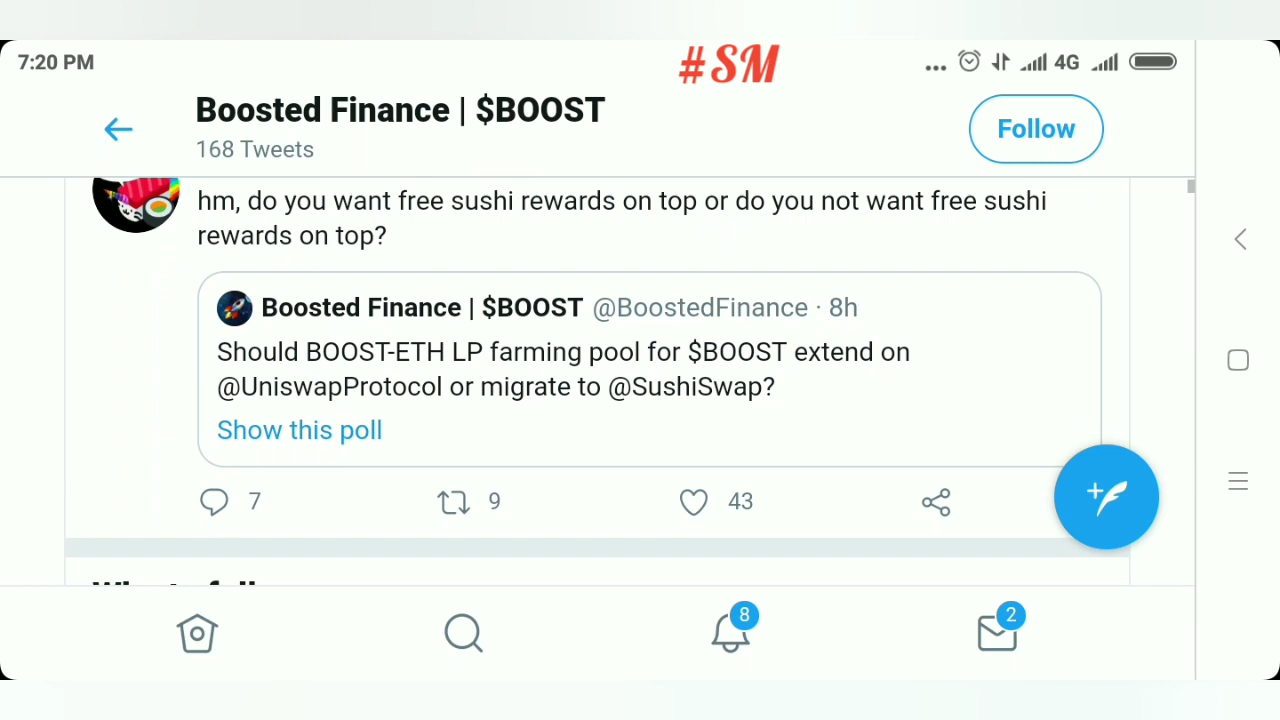 7:20 PM
#SM
4G
Boosted Finance | $BOOST
168 Tweets
Follow
hm, do you want free sushi rewards on top or do you not want free sushi
rewards on top?
Boosted Finance | $BOOST @BoostedFinance · 8h
Should BOOST-ETH LP farming pool for $BOOST extend on
@UniswapProtocol or migrate to @SushiSwap?
Show this poll
7
9
43
8
2